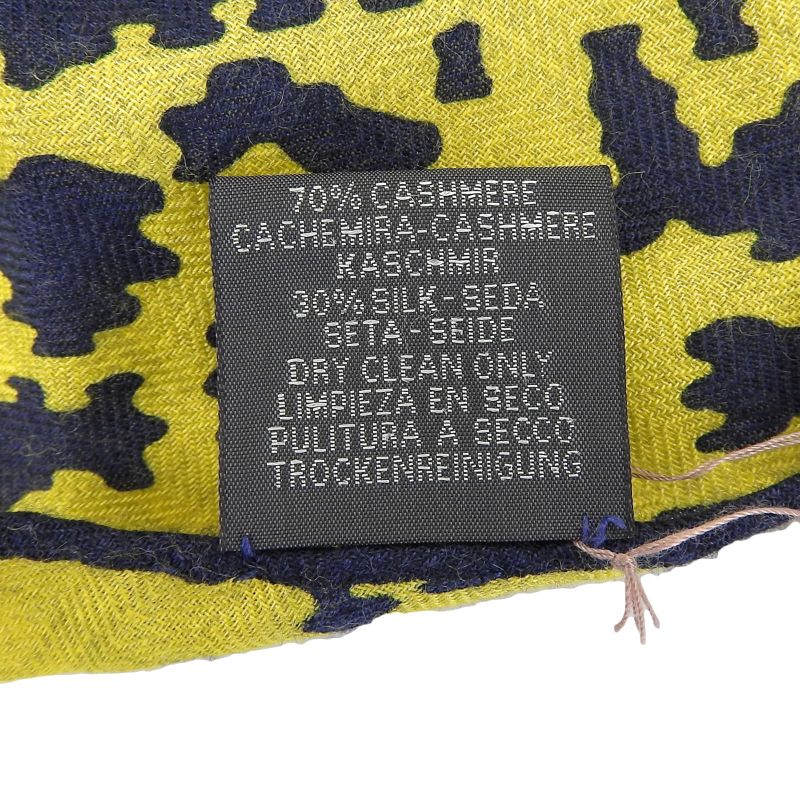 70% CASHMERE
CACHEMIRA-CASHMERE
KASCHMIR
30% SILK-SEDA
SETA-SEIDE
DRY CLEAN ONLY
LIMPIEZA EN SECO
PULITURA A SECCO
TROCKENREINIGUNG